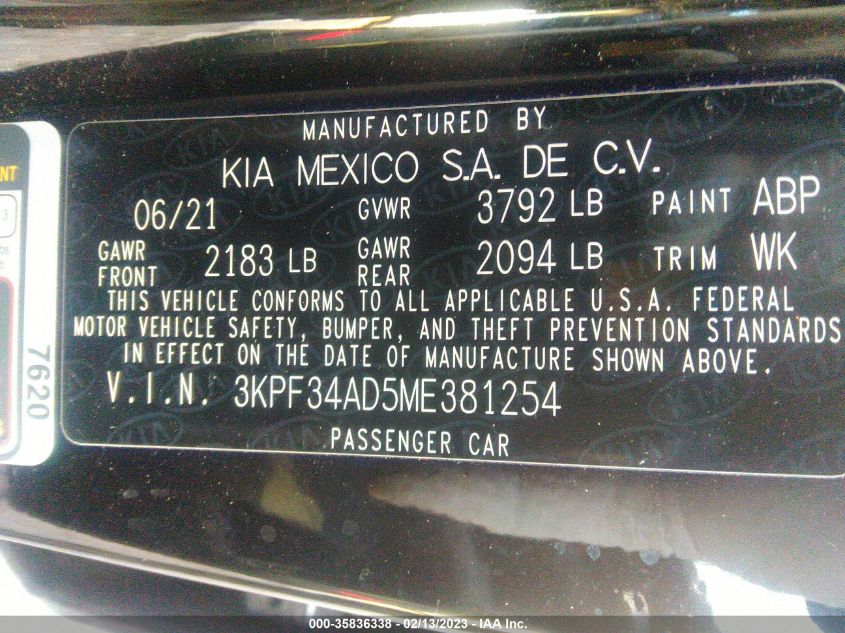 MANUFACTURED BY
KIA MEXICO S.A. DE C.V.
06/21 GVWR 3792 LB PAINT ABP
GAWR FRONT 2183 LB GAWR REAR 2094 LB TRIM WK
THIS VEHICLE CONFORMS TO ALL APPLICABLE U.S.A. FEDERAL
MOTOR VEHICLE SAFETY, BUMPER, AND THEFT PREVENTION STANDARDS
IN EFFECT ON THE DATE OF MANUFACTURE SHOWN ABOVE.
V.I.N. 3KPF34AD5ME381254
PASSENGER CAR
7620
000-35836338 - 02/13/2023 - IAA Inc.